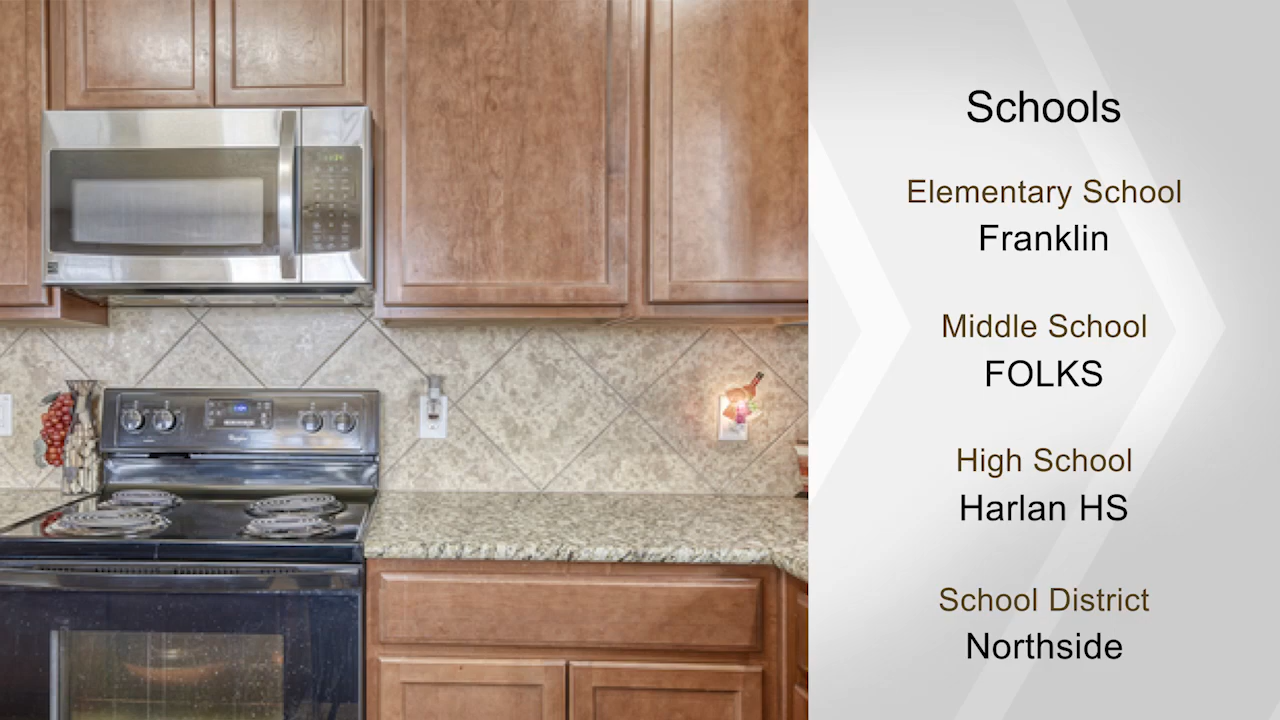 Schools
Elementary School
Franklin
Middle School
FOLKS
High School
Harlan HS
School District
Northside